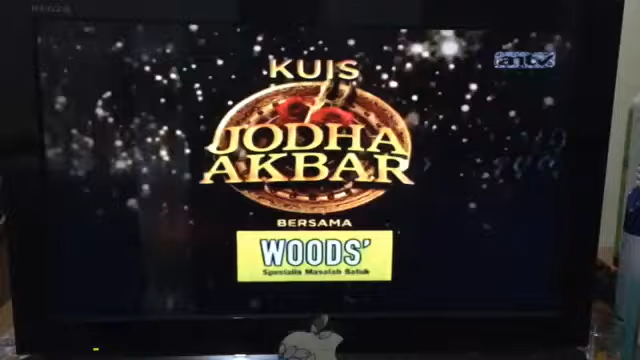 antv
KUIS
JODHA
AKBAR
BERSAMA
WOODS'
Spesialis Masalah Batuk